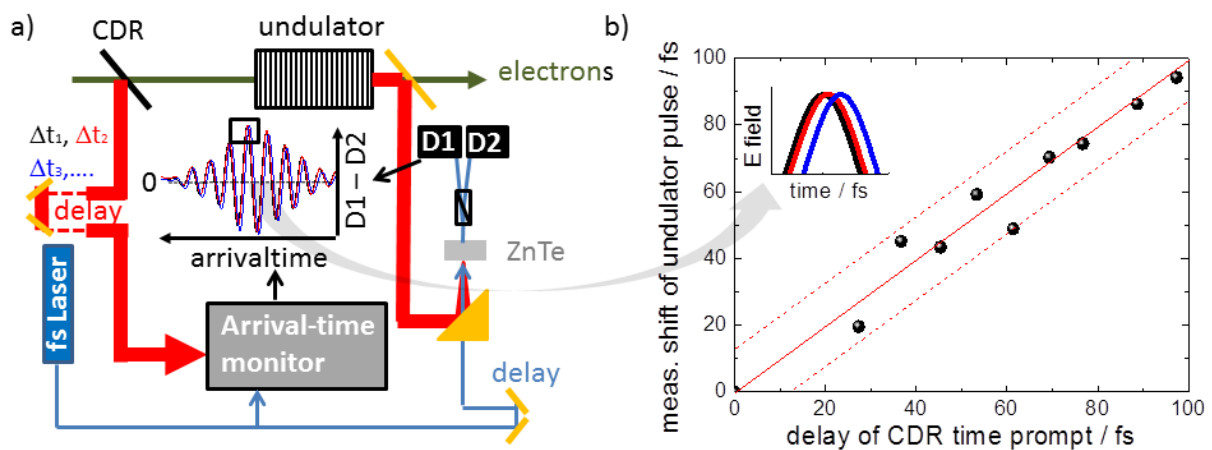 a)
CDR
undulator
electrons
Δt₁, Δt₂
Δt₃,....
delay
0
D1 – D2
arrivaltime
D1 D2
ZnTe
fs Laser
Arrival-time
monitor
delay
b)
meas. shift of undulator pulse / fs
100
80
60
40
20
0
0 20 40 60 80 100
delay of CDR time prompt / fs
E field
time / fs